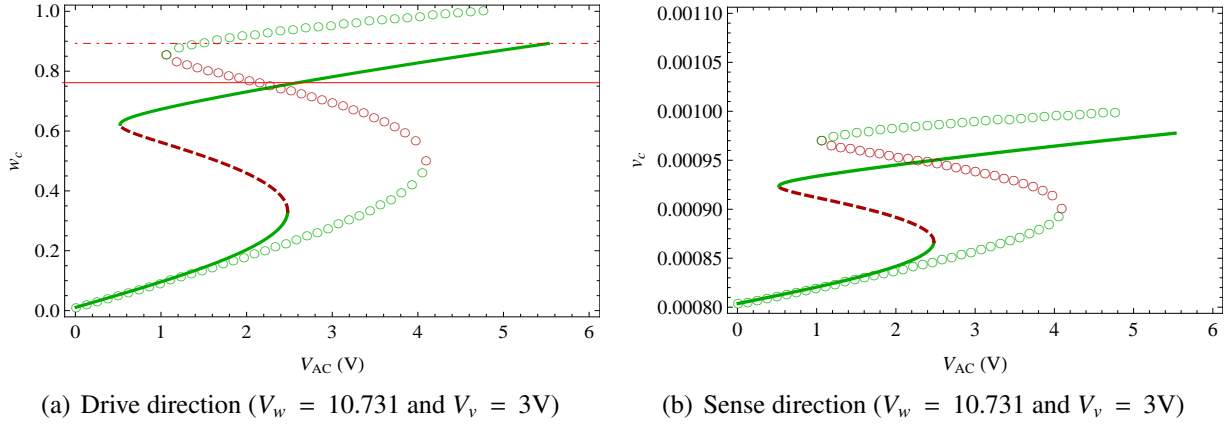 1.0
0.8
0.6
0.4
0.2
0.0
w_c
0 1 2 3 4 5 6
V_AC (V)
(a) Drive direction (V_w = 10.731 and V_v = 3V)
0.00110
0.00100
0.00095
0.00090
0.00085
0.00080
v_c
0 1 2 3 4 5 6
V_AC (V)
(b) Sense direction (V_w = 10.731 and V_v = 3V)